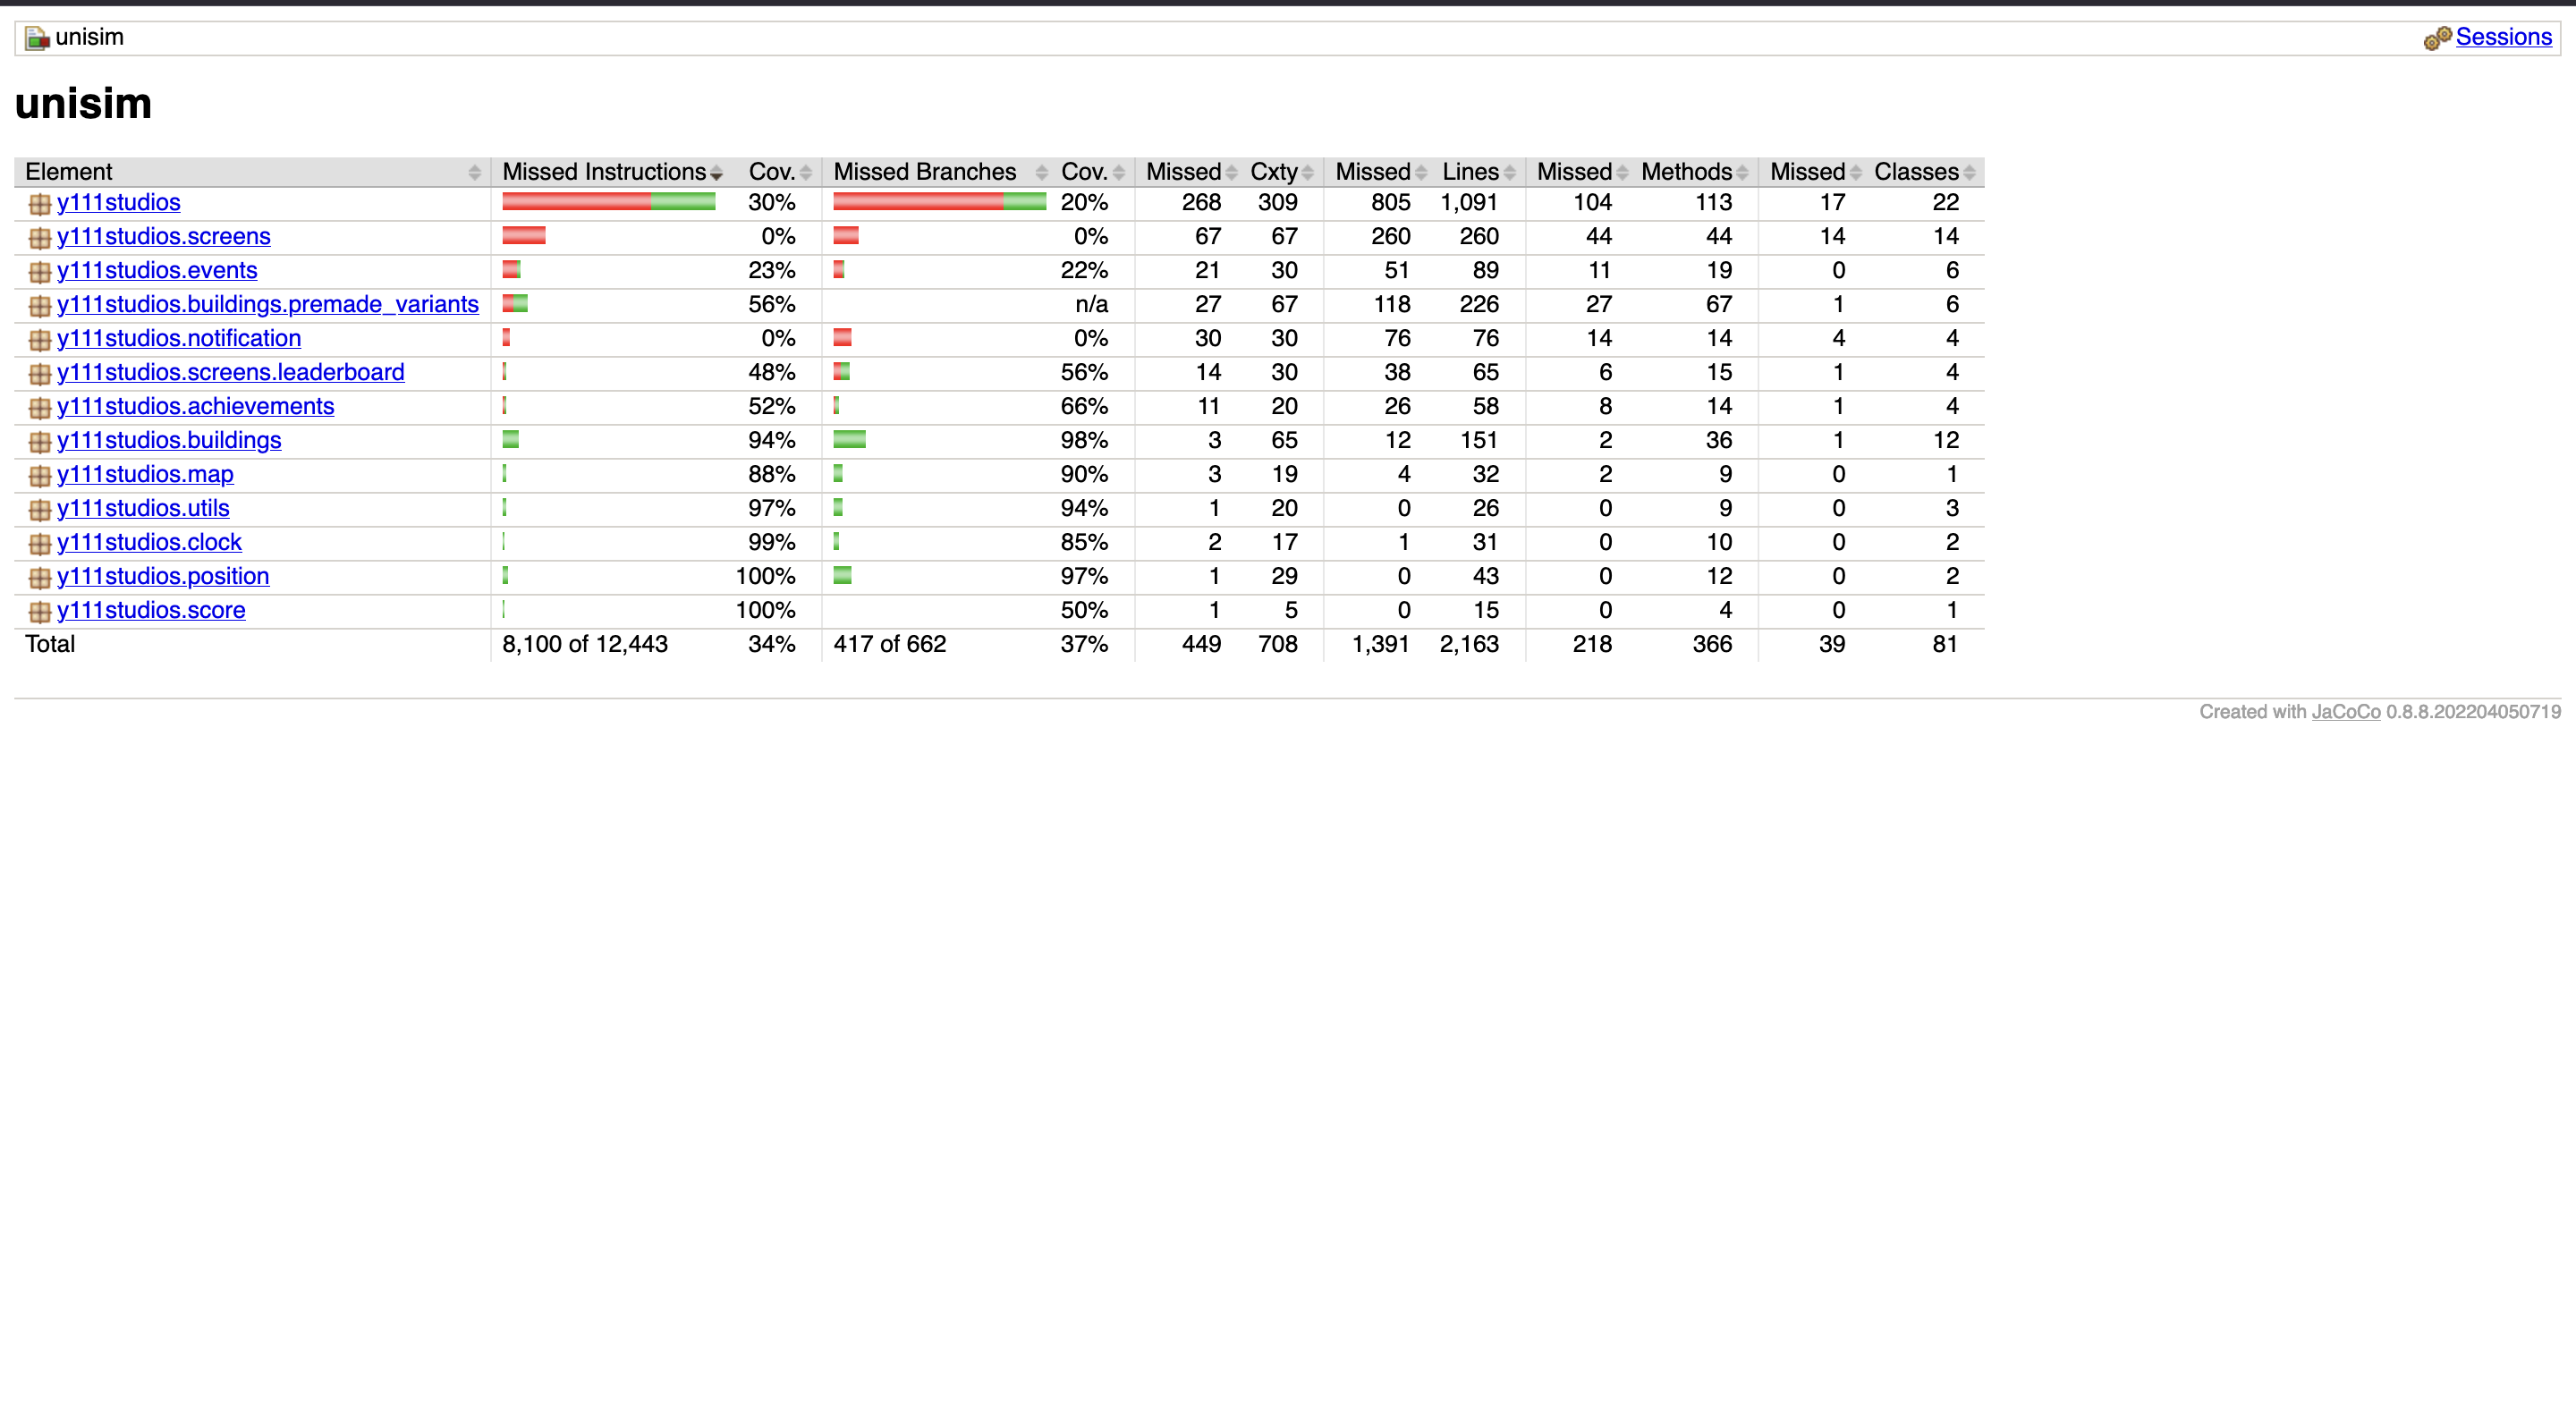 unisim Sessions
unisim
Element Missed Instructions Cov. Missed Branches Cov. Missed Cxty Missed Lines Missed Methods Missed Classes
y111studios 30% 20% 268 309 805 1,091 104 113 17 22
y111studios.screens 0% 0% 67 67 260 260 44 44 14 14
y111studios.events 23% 22% 21 30 51 89 11 19 0 6
y111studios.buildings.premade_variants 56% n/a 27 67 118 226 27 67 1 6
y111studios.notification 0% 0% 30 30 76 76 14 14 4 4
y111studios.screens.leaderboard 48% 56% 14 30 38 65 6 15 1 4
y111studios.achievements 52% 66% 11 20 26 58 8 14 1 4
y111studios.buildings 94% 98% 3 65 12 151 2 36 1 12
y111studios.map 88% 90% 3 19 4 32 2 9 0 1
y111studios.utils 97% 94% 1 20 0 26 0 9 0 3
y111studios.clock 99% 85% 2 17 1 31 0 10 0 2
y111studios.position 100% 97% 1 29 0 43 0 12 0 2
y111studios.score 100% 50% 1 5 0 15 0 4 0 1
Total 8,100 of 12,443 34% 417 of 662 37% 449 708 1,391 2,163 218 366 39 81
Created with JaCoCo 0.8.8.202204050719